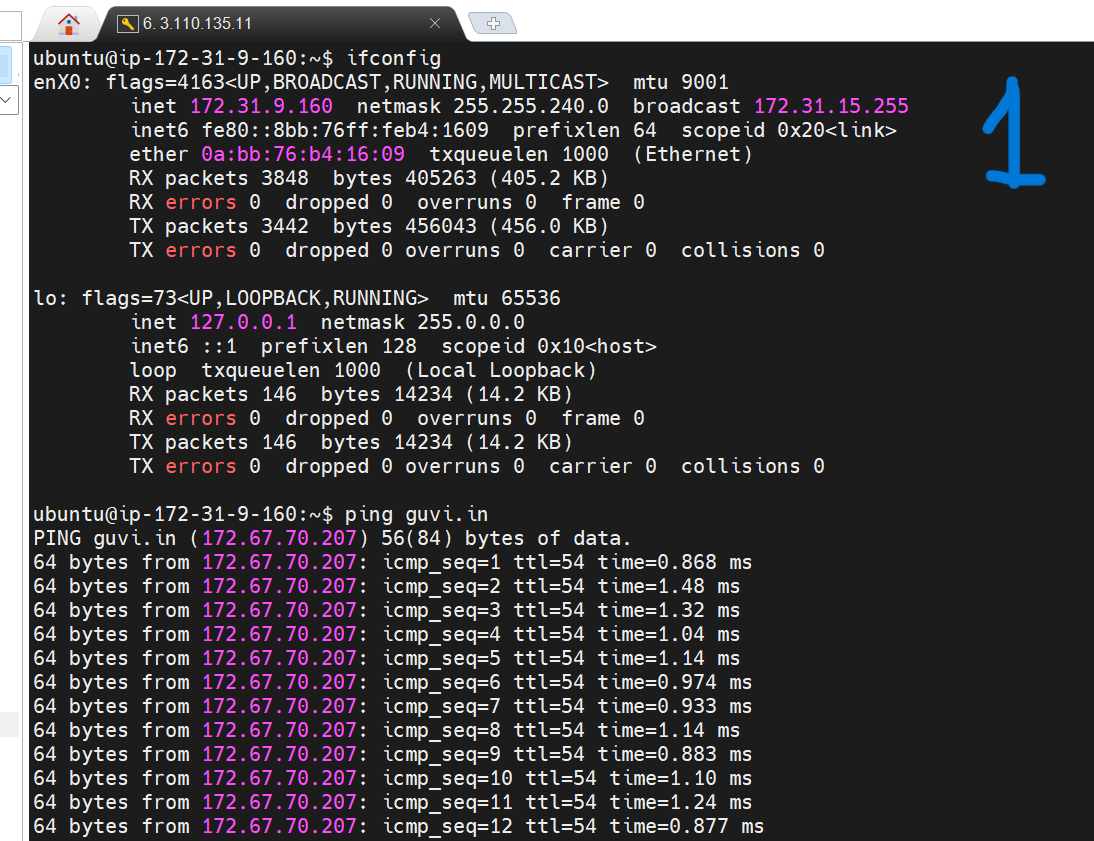 6. 3.110.135.11
ubuntu@ip-172-31-9-160:~$ ifconfig
enX0: flags=4163<UP,BROADCAST,RUNNING,MULTICAST>  mtu 9001
        inet 172.31.9.160  netmask 255.255.240.0  broadcast 172.31.15.255
        inet6 fe80::8bb:76ff:feb4:1609  prefixlen 64  scopeid 0x20<link>
        ether 0a:bb:76:b4:16:09  txqueuelen 1000  (Ethernet)
        RX packets 3848  bytes 405263 (405.2 KB)
        RX errors 0  dropped 0  overruns 0  frame 0
        TX packets 3442  bytes 456043 (456.0 KB)
        TX errors 0  dropped 0 overruns 0  carrier 0  collisions 0
1
lo: flags=73<UP,LOOPBACK,RUNNING>  mtu 65536
        inet 127.0.0.1  netmask 255.0.0.0
        inet6 ::1  prefixlen 128  scopeid 0x10<host>
        loop  txqueuelen 1000  (Local Loopback)
        RX packets 146  bytes 14234 (14.2 KB)
        RX errors 0  dropped 0  overruns 0  frame 0
        TX packets 146  bytes 14234 (14.2 KB)
        TX errors 0  dropped 0 overruns 0  carrier 0  collisions 0
ubuntu@ip-172-31-9-160:~$ ping guvi.in
PING guvi.in (172.67.70.207) 56(84) bytes of data.
64 bytes from 172.67.70.207: icmp_seq=1 ttl=54 time=0.868 ms
64 bytes from 172.67.70.207: icmp_seq=2 ttl=54 time=1.48 ms
64 bytes from 172.67.70.207: icmp_seq=3 ttl=54 time=1.32 ms
64 bytes from 172.67.70.207: icmp_seq=4 ttl=54 time=1.04 ms
64 bytes from 172.67.70.207: icmp_seq=5 ttl=54 time=1.14 ms
64 bytes from 172.67.70.207: icmp_seq=6 ttl=54 time=0.974 ms
64 bytes from 172.67.70.207: icmp_seq=7 ttl=54 time=0.933 ms
64 bytes from 172.67.70.207: icmp_seq=8 ttl=54 time=1.14 ms
64 bytes from 172.67.70.207: icmp_seq=9 ttl=54 time=0.883 ms
64 bytes from 172.67.70.207: icmp_seq=10 ttl=54 time=1.10 ms
64 bytes from 172.67.70.207: icmp_seq=11 ttl=54 time=1.24 ms
64 bytes from 172.67.70.207: icmp_seq=12 ttl=54 time=0.877 ms